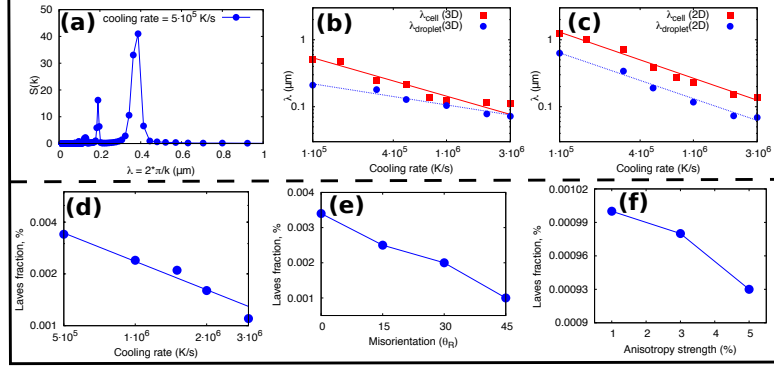 (a)
cooling rate = 5·10⁵ K/s
S(k)
50
40
30
20
10
0
0 0.2 0.4 0.6 0.8 1
λ = 2*π/k (μm)
(b)
λcell (3D)
λdroplet(3D)
λ (μm)
1
0.1
1·10⁵ 4·10⁵ 1·10⁶ 3·10⁶
Cooling rate (K/s)
(c)
λcell (2D)
λdroplet(2D)
λ (μm)
1
0.1
1·10⁵ 4·10⁵ 1·10⁶ 3·10⁶
Cooling rate (K/s)
(d)
Laves fraction, %
0.004
0.002
0.001
5·10⁵ 1·10⁶ 2·10⁶ 3·10⁶
Cooling rate (K/s)
(e)
Laves fraction, %
0.004
0.003
0.002
0.001
0 15 30 45
Misorientation (θR)
(f)
Laves fraction, %
0.00102
0.00099
0.00096
0.00093
0.0009
1 2 3 4 5
Anisotropy strength (%)